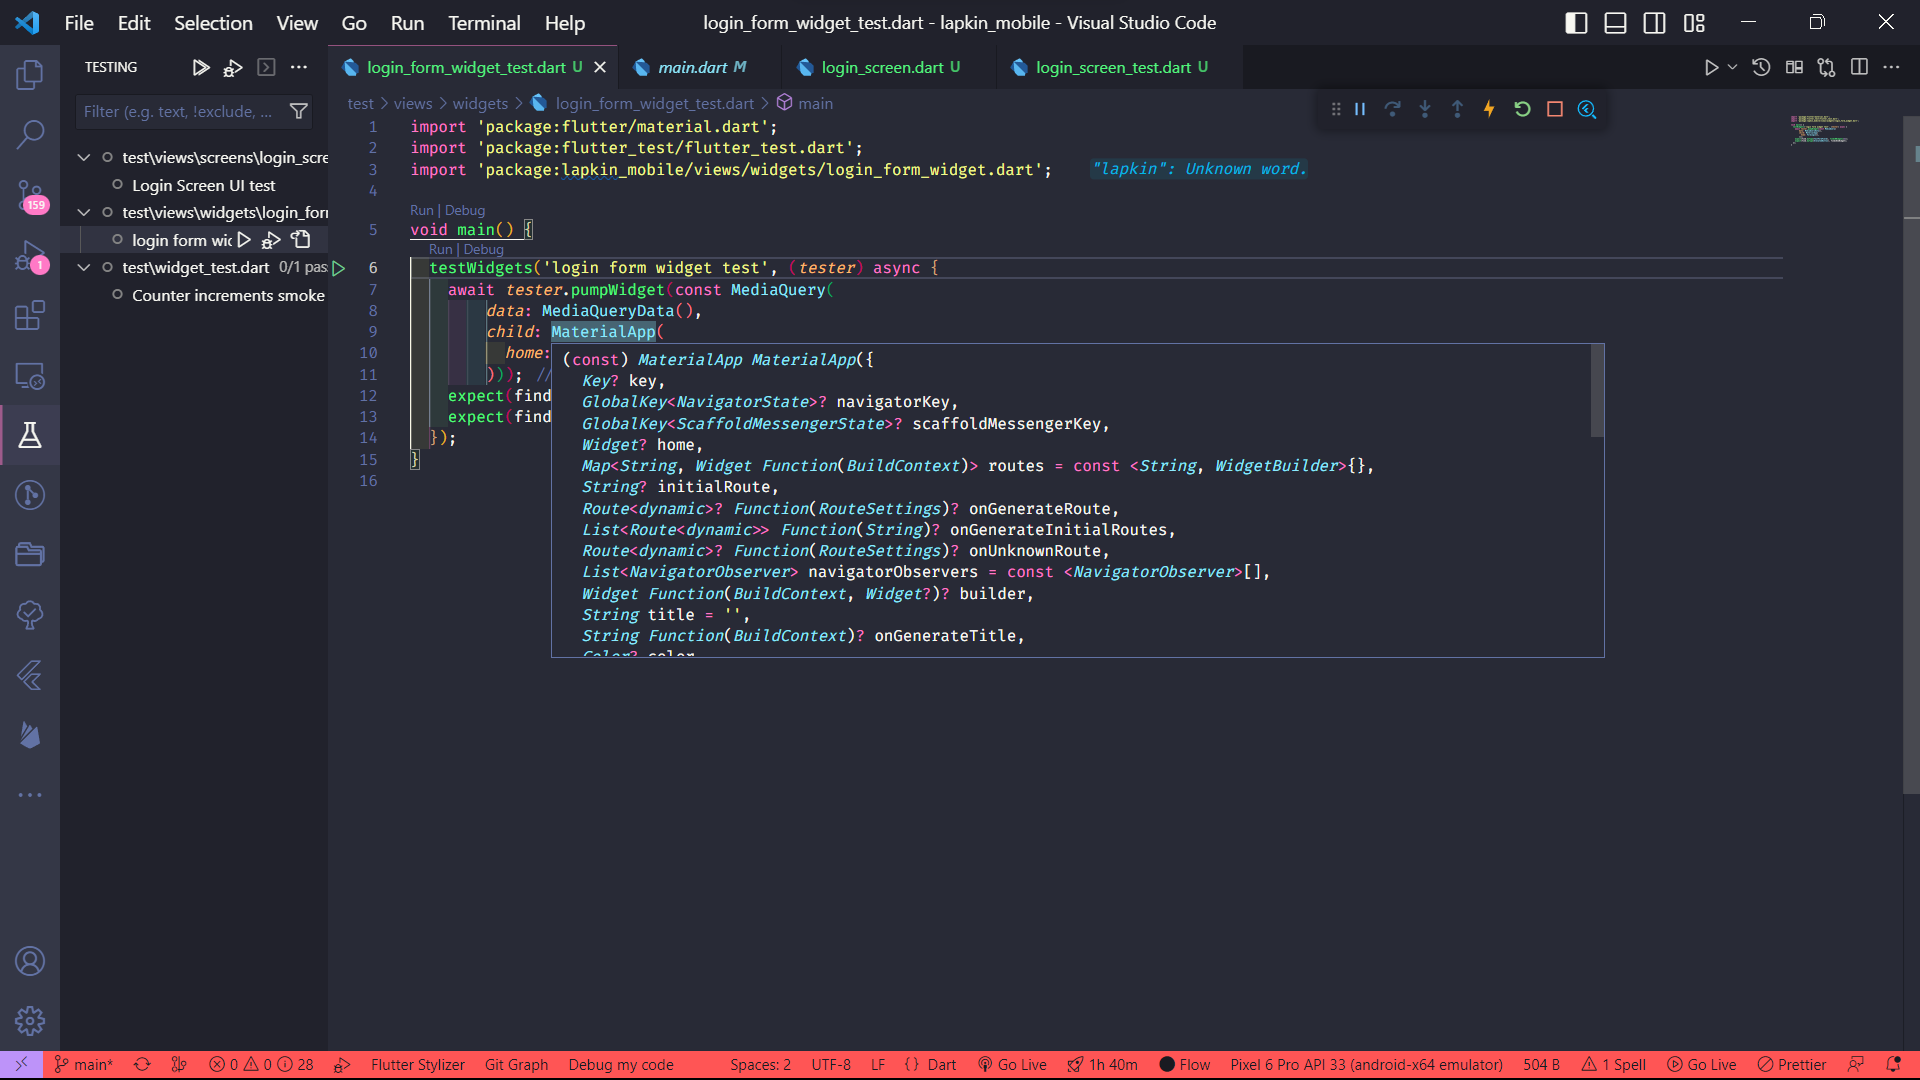 File Edit Selection View Go Run Terminal Help
login_form_widget_test.dart - lapkin_mobile - Visual Studio Code
TESTING
Filter (e.g. text, !exclude, ...
test\views\screens\login_scre
Login Screen UI test
test\views\widgets\login_for
login form wic
test\widget_test.dart 0/1 pas
Counter increments smoke
159
1
login_form_widget_test.dart U
main.dart M
login_screen.dart U
login_screen_test.dart U
test > views > widgets > login_form_widget_test.dart > main
1 import 'package:flutter/material.dart';
2 import 'package:flutter_test/flutter_test.dart';
3 import 'package:lapkin_mobile/views/widgets/login_form_widget.dart'; "lapkin": Unknown word.
4
Run | Debug
5 void main() {
Run | Debug
6 testWidgets('login form widget test', (tester) async {
7 await tester.pumpWidget(const MediaQuery(
8 data: MediaQueryData(),
9 child: MaterialApp(
10 home:
11 ))); //
12 expect(find
13 expect(find
14 });
15 }
16
(const) MaterialApp MaterialApp({
Key? key,
GlobalKey<NavigatorState>? navigatorKey,
GlobalKey<ScaffoldMessengerState>? scaffoldMessengerKey,
Widget? home,
Map<String, Widget Function(BuildContext)> routes = const <String, WidgetBuilder>{},
String? initialRoute,
Route<dynamic>? Function(RouteSettings)? onGenerateRoute,
List<Route<dynamic>> Function(String)? onGenerateInitialRoutes,
Route<dynamic>? Function(RouteSettings)? onUnknownRoute,
List<NavigatorObserver> navigatorObservers = const <NavigatorObserver>[],
Widget Function(BuildContext, Widget?)? builder,
String title = '',
String Function(BuildContext)? onGenerateTitle,
Color? color
main* 0 0 28 Flutter Stylizer Git Graph Debug my code Spaces: 2 UTF-8 LF {} Dart Go Live 1h 40m Flow Pixel 6 Pro API 33 (android-x64 emulator) 504 B 1 Spell Go Live Prettier